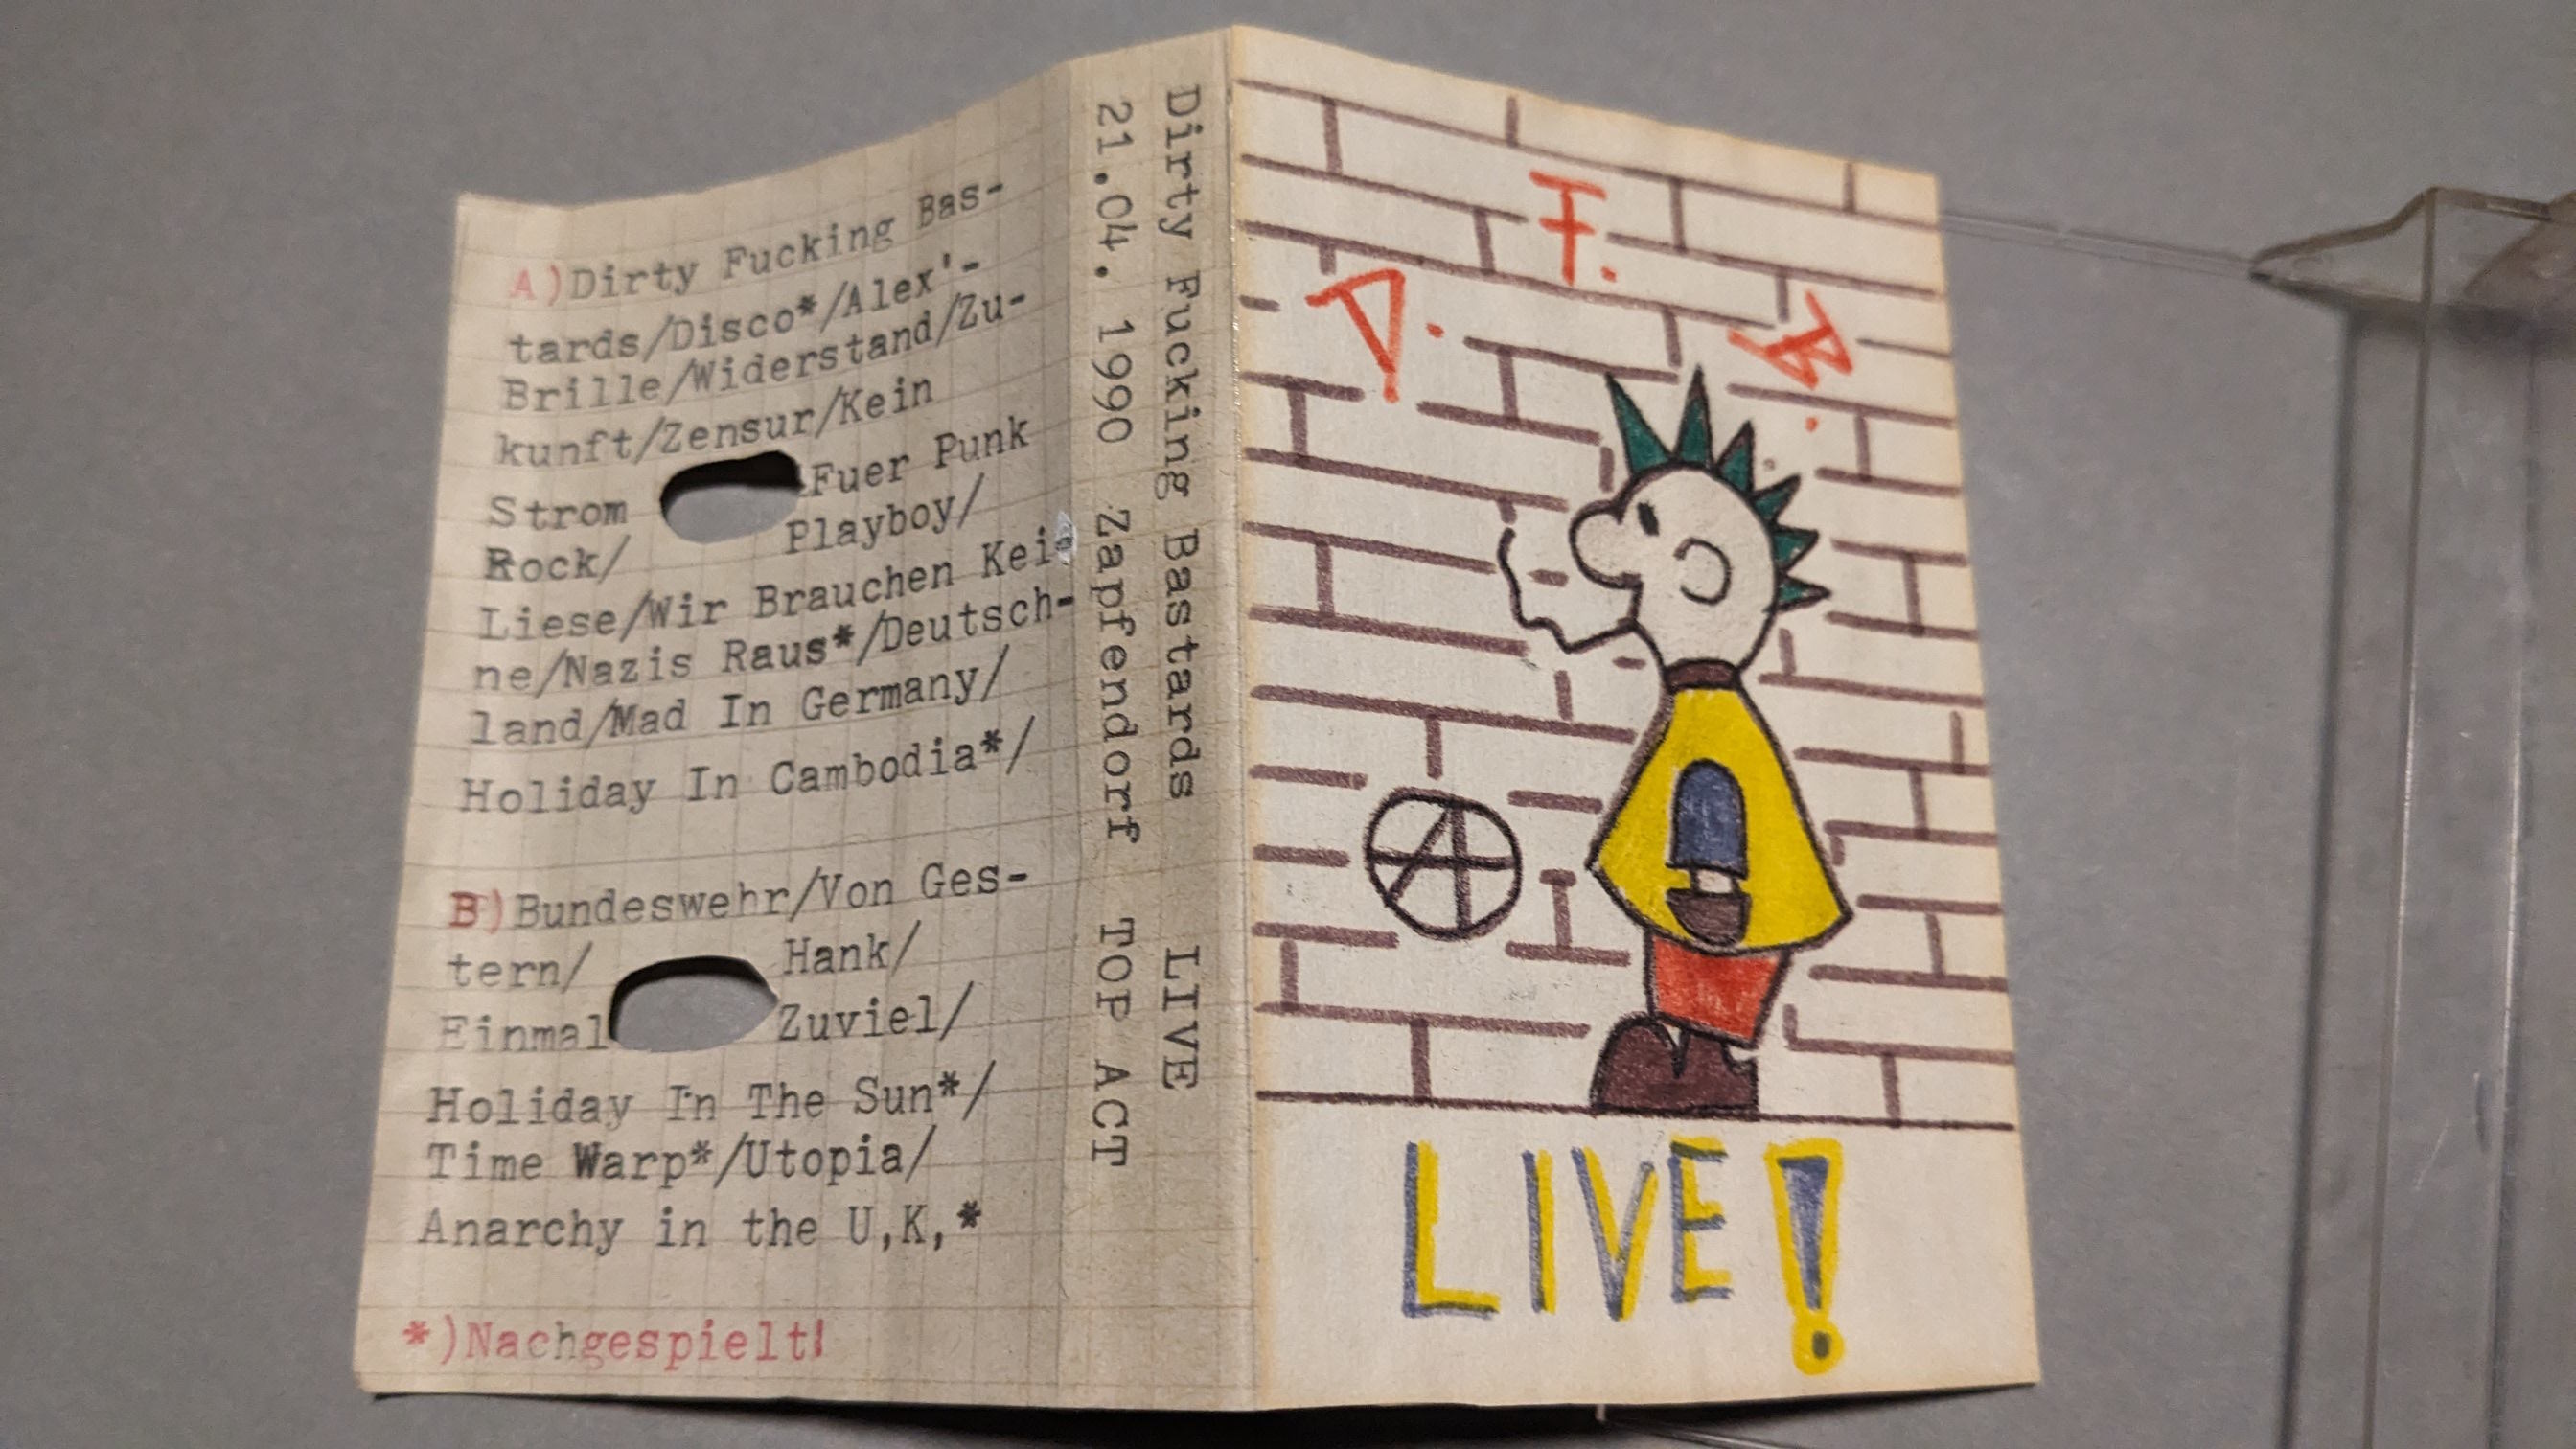 A)Dirty Fucking Bas-
tards/Disco*/Alex'-
Brille/Widerstand/Zu-
kunft/Zensur/Kein
Strom Fuer Punk
Rock/ Playboy/
Liese/Wir Brauchen Kei
ne/Nazis Raus*/Deutsch-
land/Mad In Germany/
Holiday In Cambodia*/
B)Bundeswehr/Von Ges-
tern/ Hank/
Einmal Zuviel/
Holiday In The Sun*/
Time Warp*/Utopia/
Anarchy in the U,K,*
*)Nachgespielt!
Dirty Fucking Bastards LIVE
21.04. 1990 Zapfendorf TOP ACT
D. F. B.
A
LIVE!